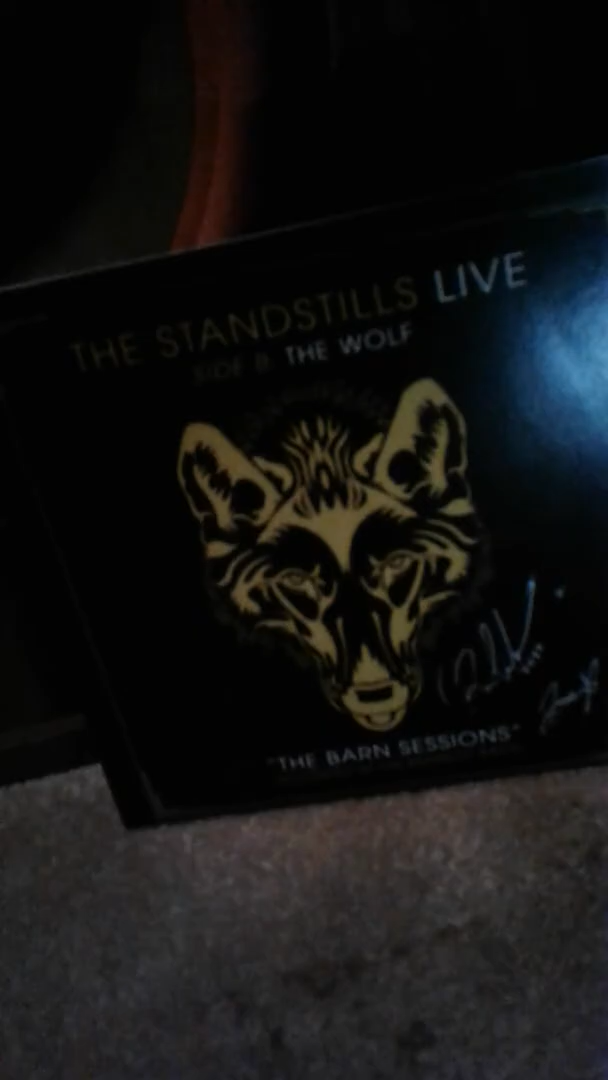 THE STANDSTILLS LIVE
SIDE B: THE WOLF
"THE BARN SESSIONS"